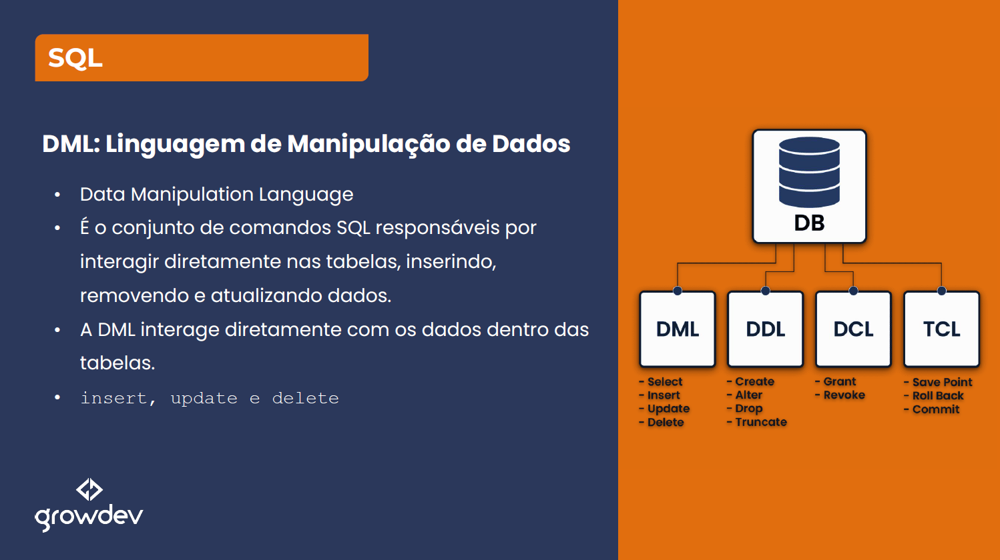 SQL
DML: Linguagem de Manipulação de Dados
• Data Manipulation Language
• É o conjunto de comandos SQL responsáveis por
interagir diretamente nas tabelas, inserindo,
removendo e atualizando dados.
• A DML interage diretamente com os dados dentro das
tabelas.
• insert, update e delete
growdev
DB
DML
- Select
- Insert
- Update
- Delete
DDL
- Create
- Alter
- Drop
- Truncate
DCL
- Grant
- Revoke
TCL
- Save Point
- Roll Back
- Commit